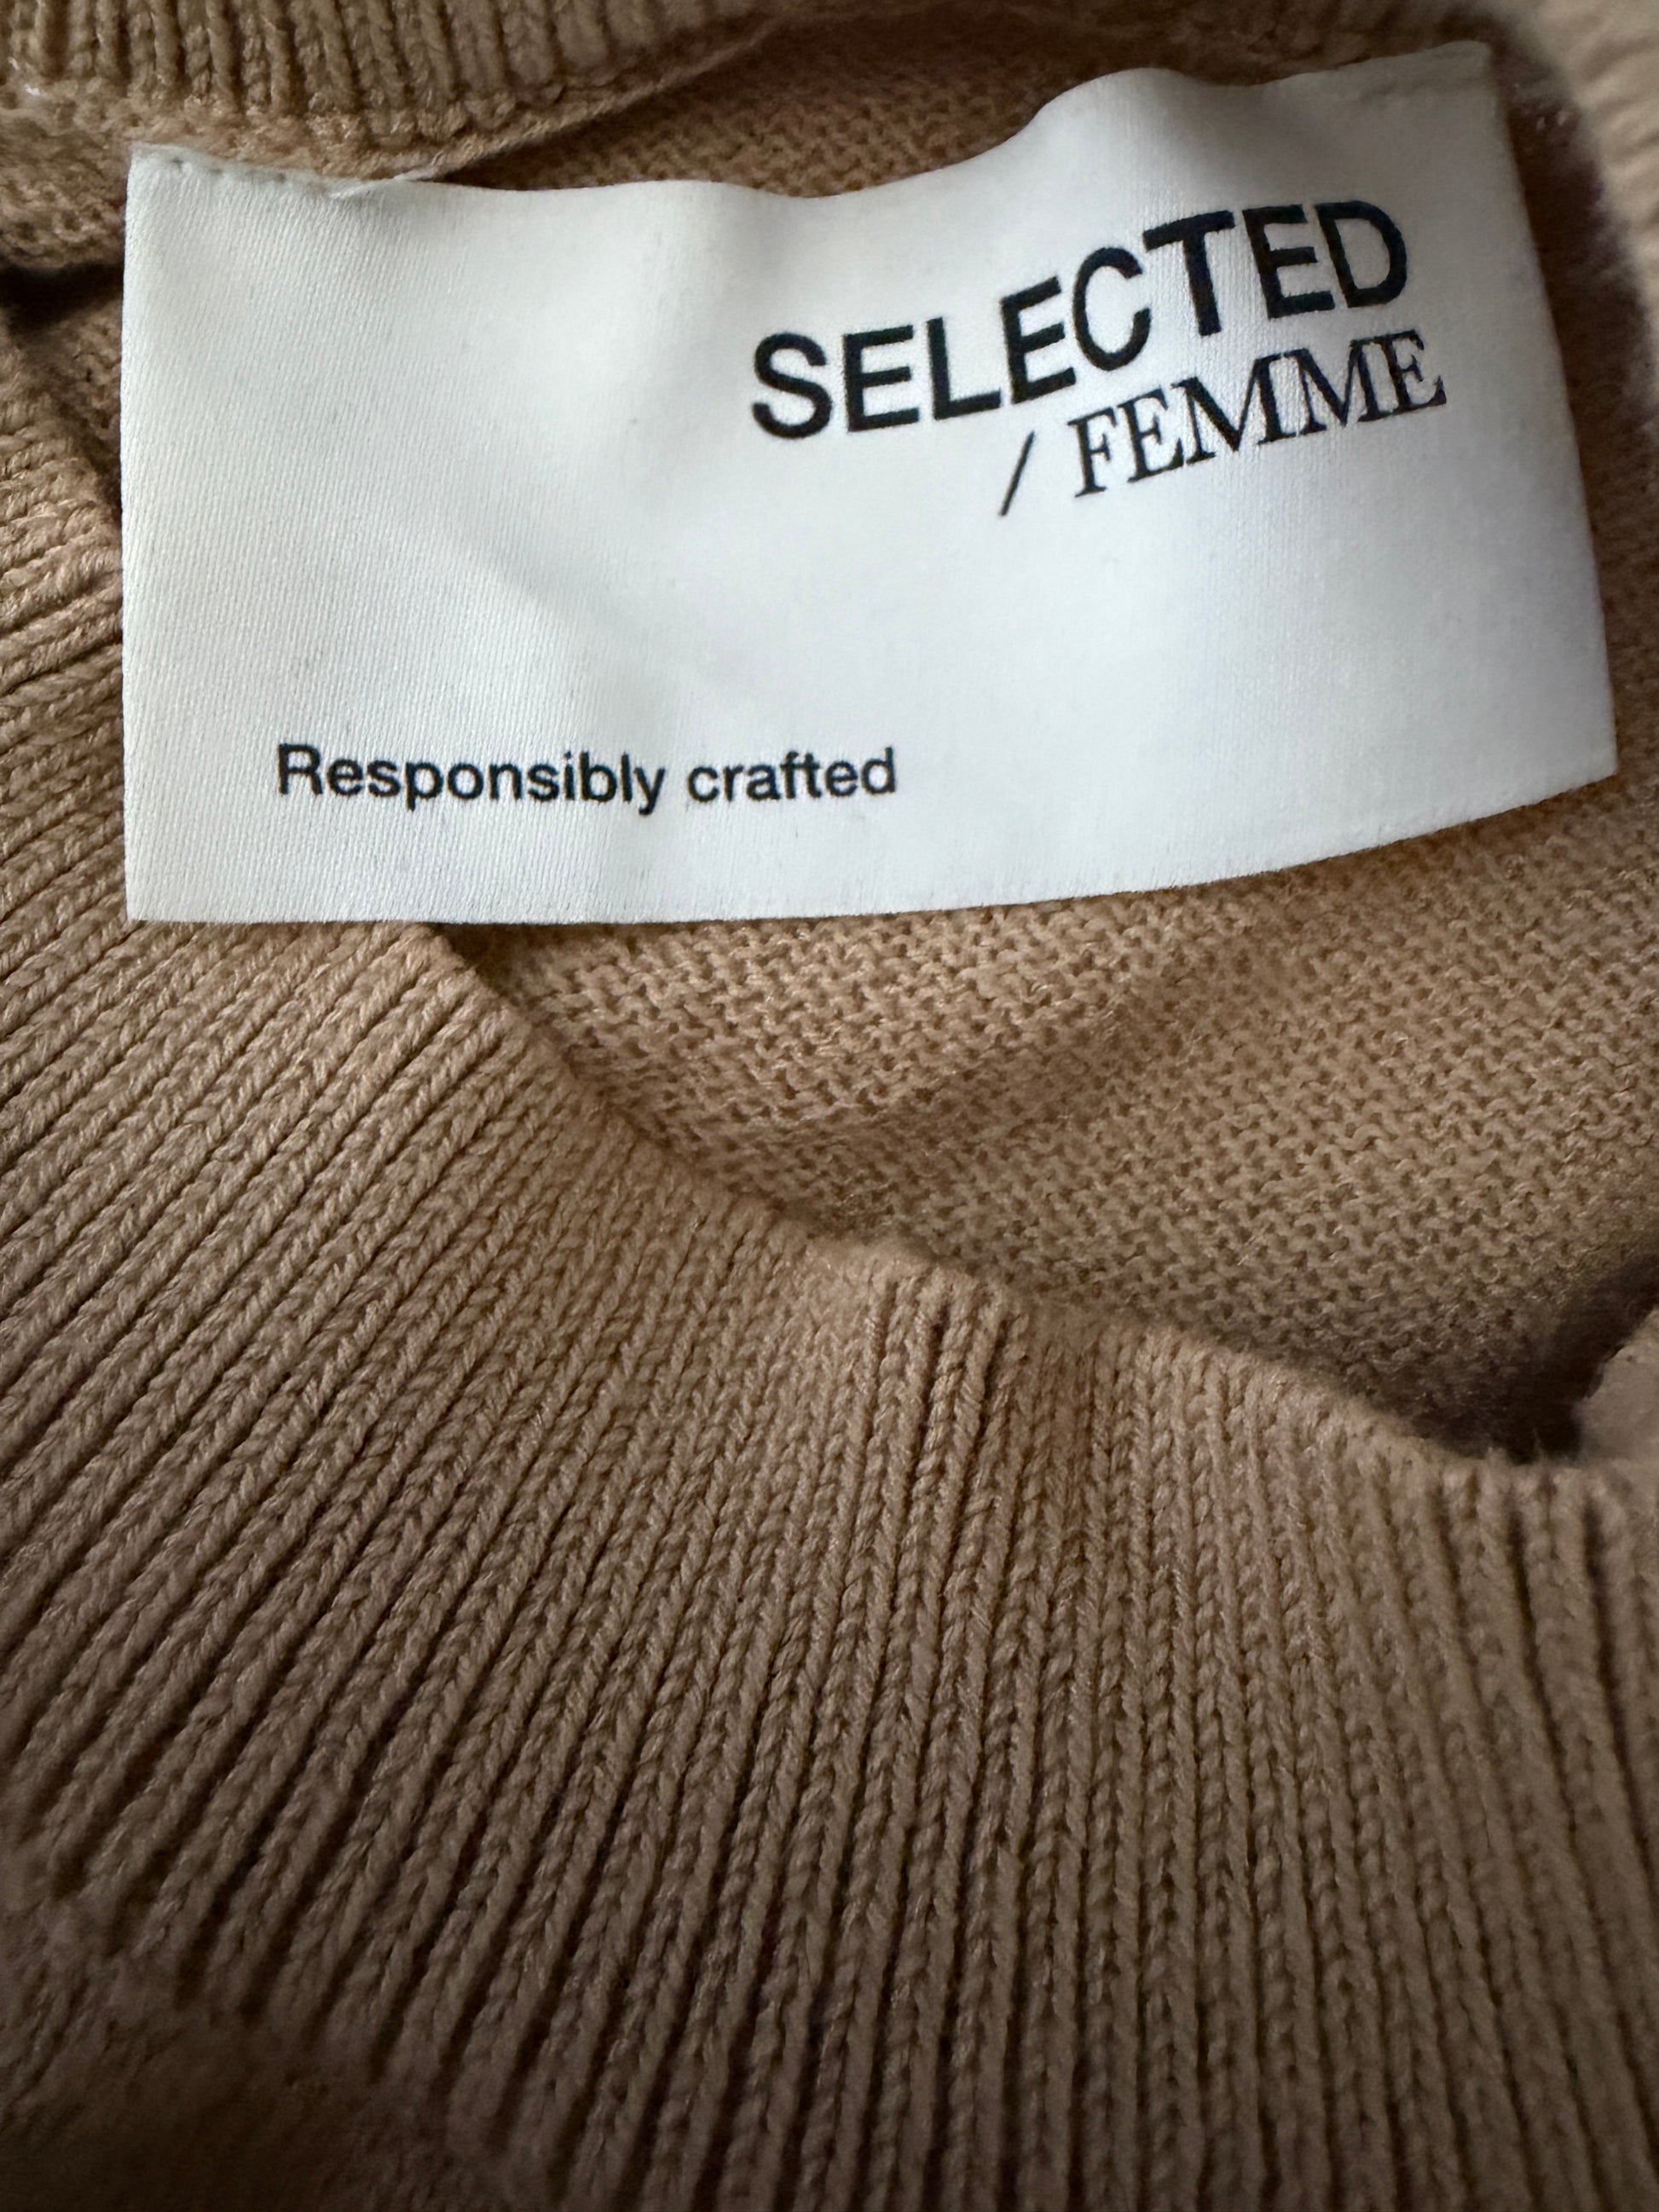 SELECTED
/ FEMME
Responsibly crafted